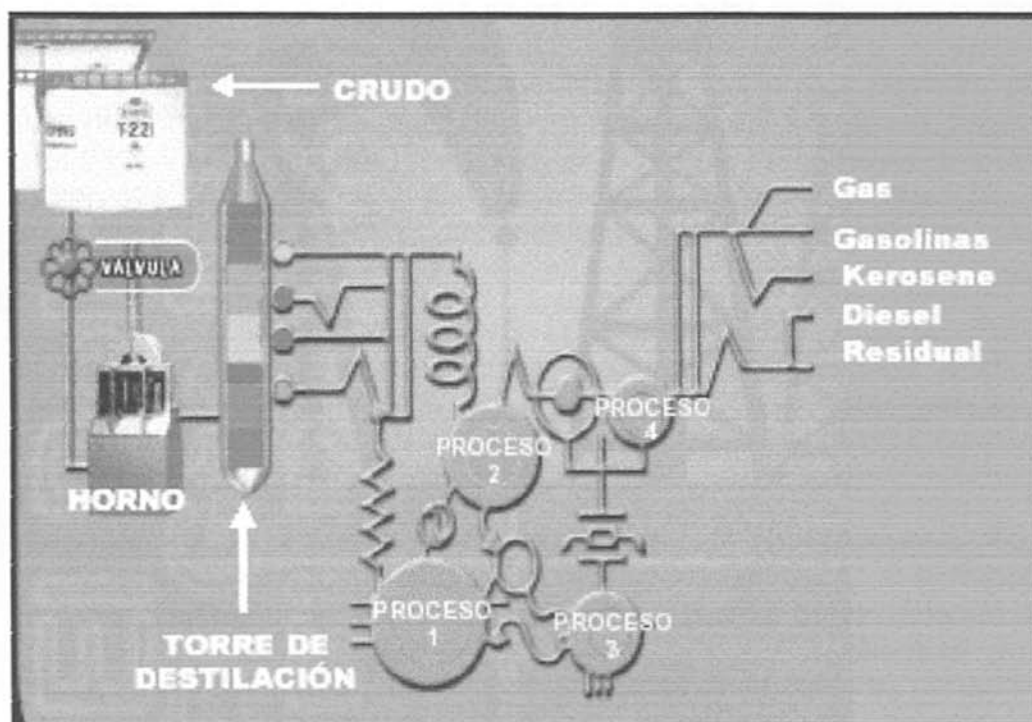 CRUDO
T-221
VALVULA
HORNO
TORRE DE
DESTILACIÓN
PROCESO
1
PROCESO
2
PROCESO
3
PROCESO
4
Gas
Gasolinas
Kerosene
Diesel
Residual